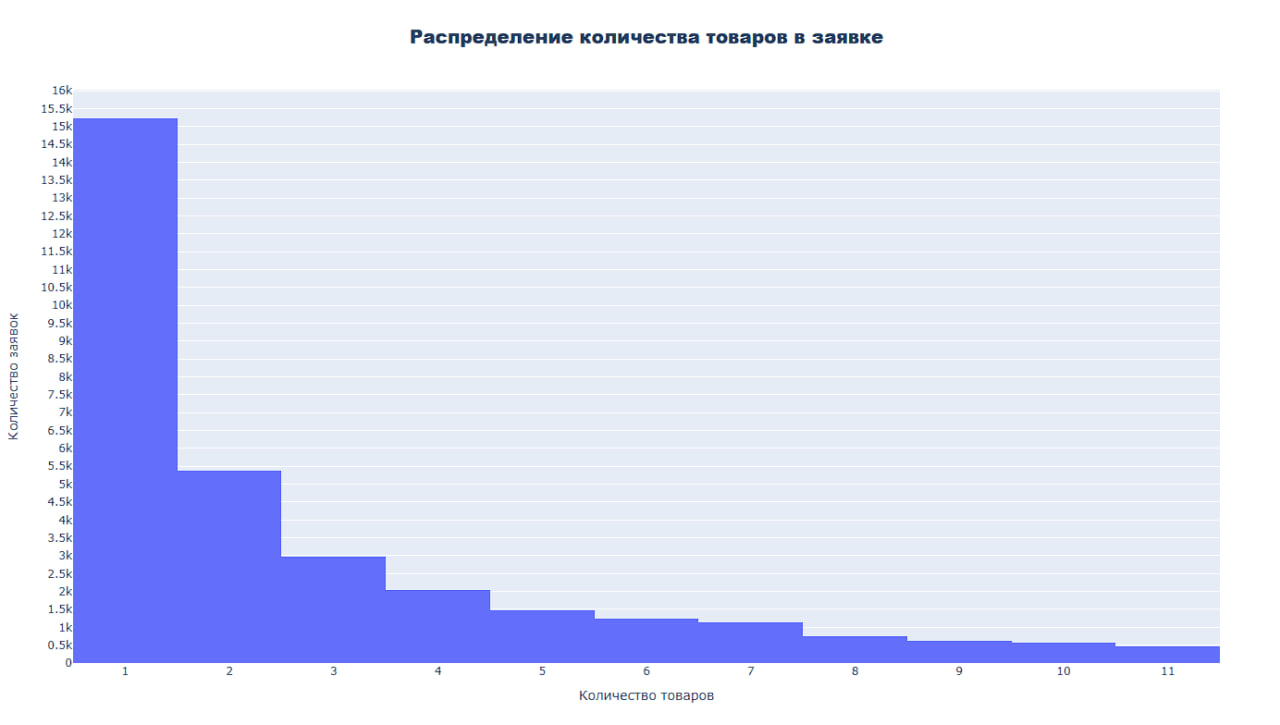 Распределение количества товаров в заявке
16k
15.5k
15k
14.5k
14k
13.5k
13k
12.5k
12k
11.5k
11k
10.5k
10k
9.5k
9k
8.5k
8k
7.5k
7k
6.5k
6k
5.5k
5k
4.5k
4k
3.5k
3k
2.5k
2k
1.5k
1k
0.5k
0
Количество заявок
1 2 3 4 5 6 7 8 9 10 11
Количество товаров